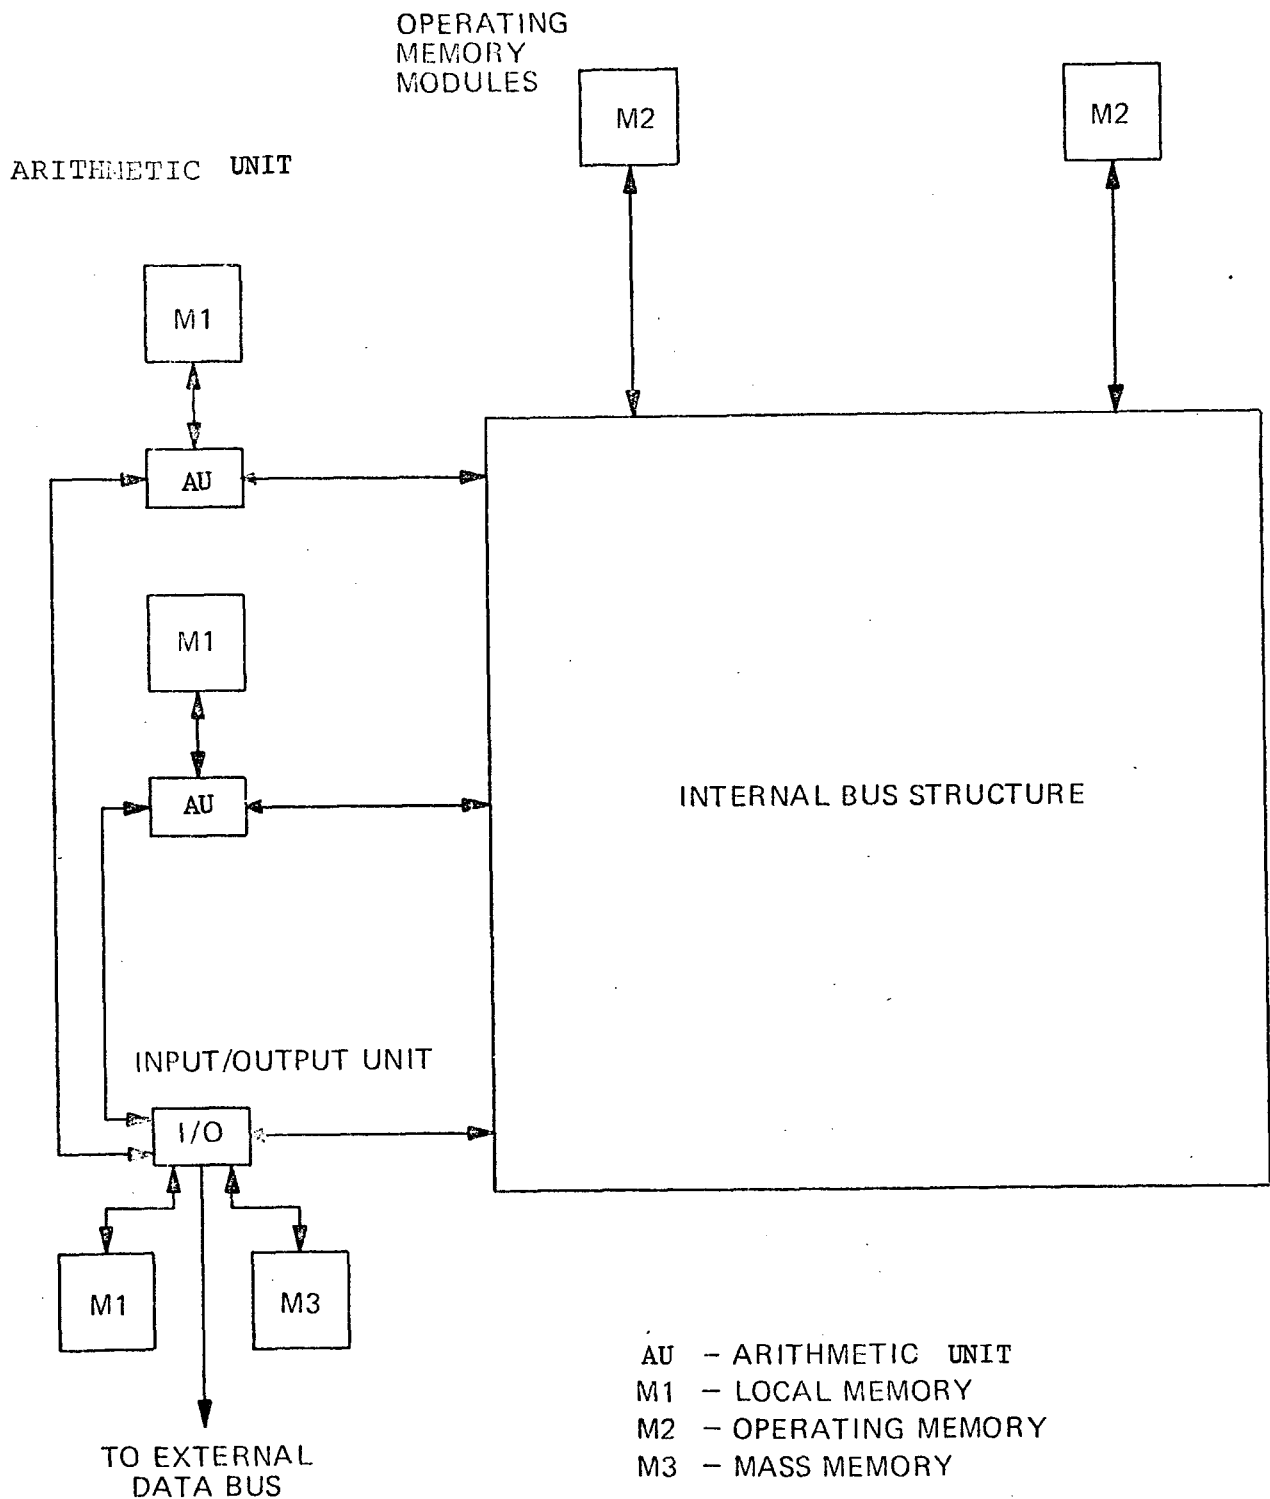 OPERATING
MEMORY
MODULES
M2
M2
ARITHMETIC UNIT
M1
AU
M1
AU
INTERNAL BUS STRUCTURE
INPUT/OUTPUT UNIT
I/O
M1
M3
TO EXTERNAL
DATA BUS
AU – ARITHMETIC UNIT
M1 – LOCAL MEMORY
M2 – OPERATING MEMORY
M3 – MASS MEMORY